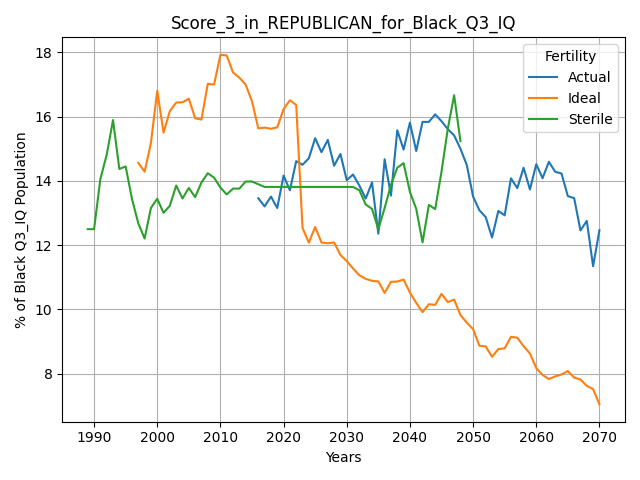 Score_3_in_REPUBLICAN_for_Black_Q3_IQ
Fertility
Actual
Ideal
Sterile
% of Black Q3_IQ Population
18
16
14
12
10
8
1990 2000 2010 2020 2030 2040 2050 2060 2070
Years